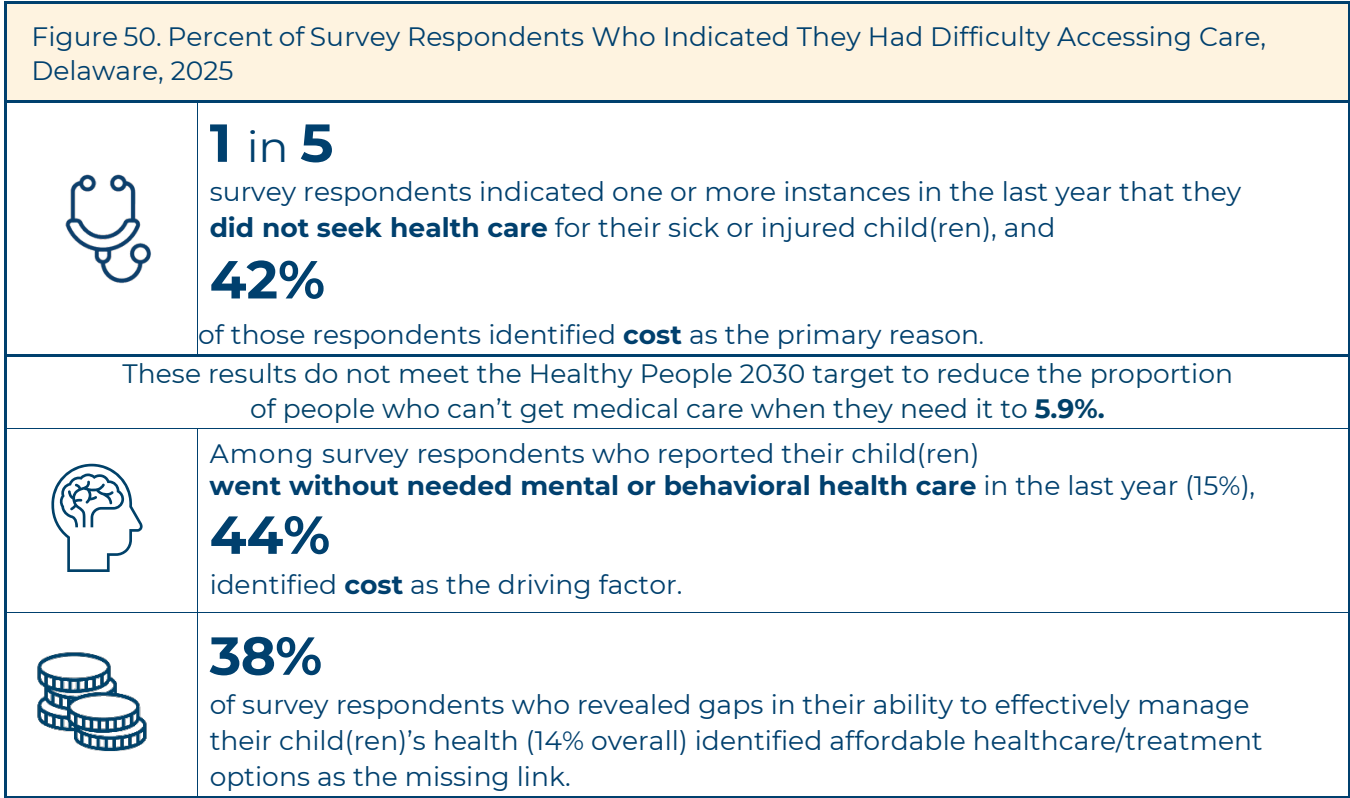 Figure 50. Percent of Survey Respondents Who Indicated They Had Difficulty Accessing Care,
Delaware, 2025
1 in 5
survey respondents indicated one or more instances in the last year that they
did not seek health care for their sick or injured child(ren), and
42%
of those respondents identified cost as the primary reason.
These results do not meet the Healthy People 2030 target to reduce the proportion
of people who can't get medical care when they need it to 5.9%.
Among survey respondents who reported their child(ren)
went without needed mental or behavioral health care in the last year (15%),
44%
identified cost as the driving factor.
38%
of survey respondents who revealed gaps in their ability to effectively manage
their child(ren)'s health (14% overall) identified affordable healthcare/treatment
options as the missing link.